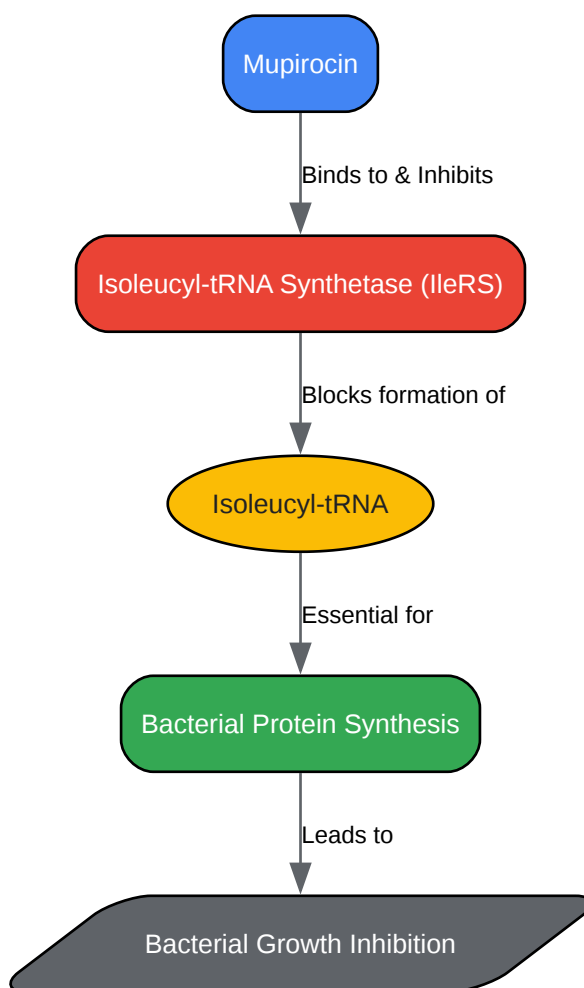 Mupirocin
Binds to & Inhibits
Isoleucyl-tRNA Synthetase (IleRS)
Blocks formation of
Isoleucyl-tRNA
Essential for
Bacterial Protein Synthesis
Leads to
Bacterial Growth Inhibition